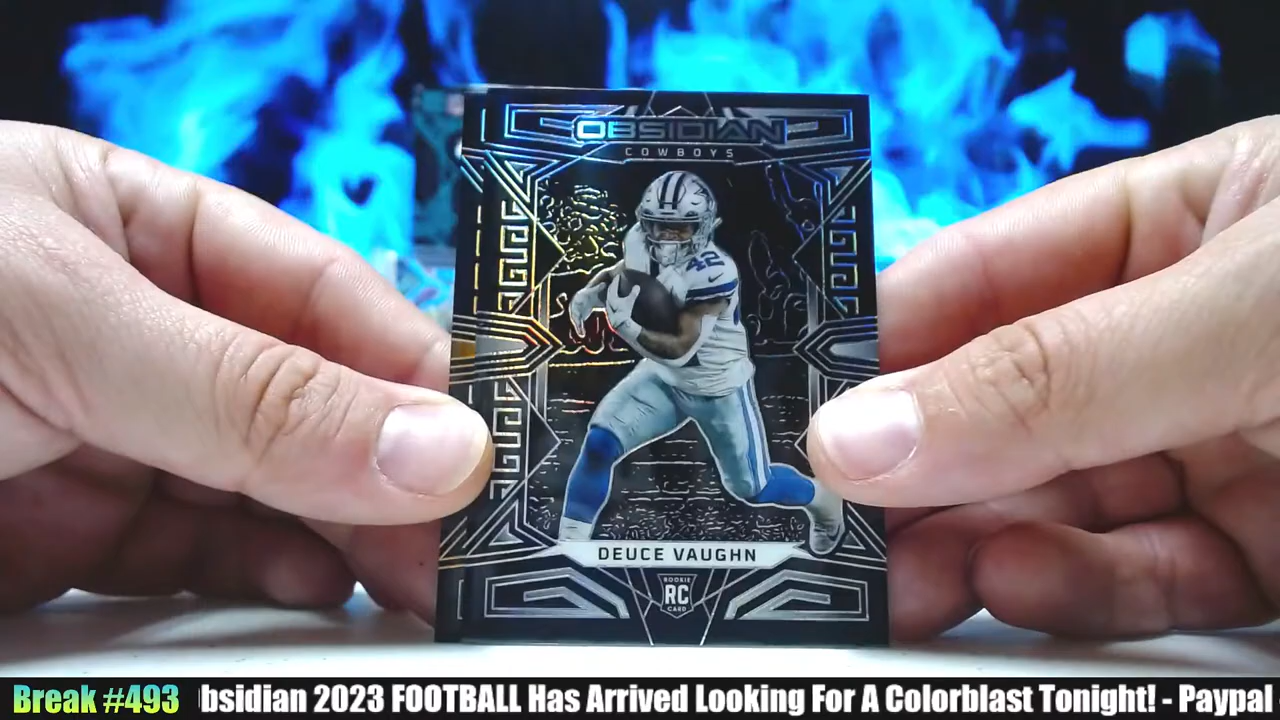 OBSIDIAN
COWBOYS
42
DEUCE VAUGHN
ROOKIE
RC
CARD
Break #493
bsidian 2023 FOOTBALL Has Arrived Looking For A Colorblast Tonight! - Paypal